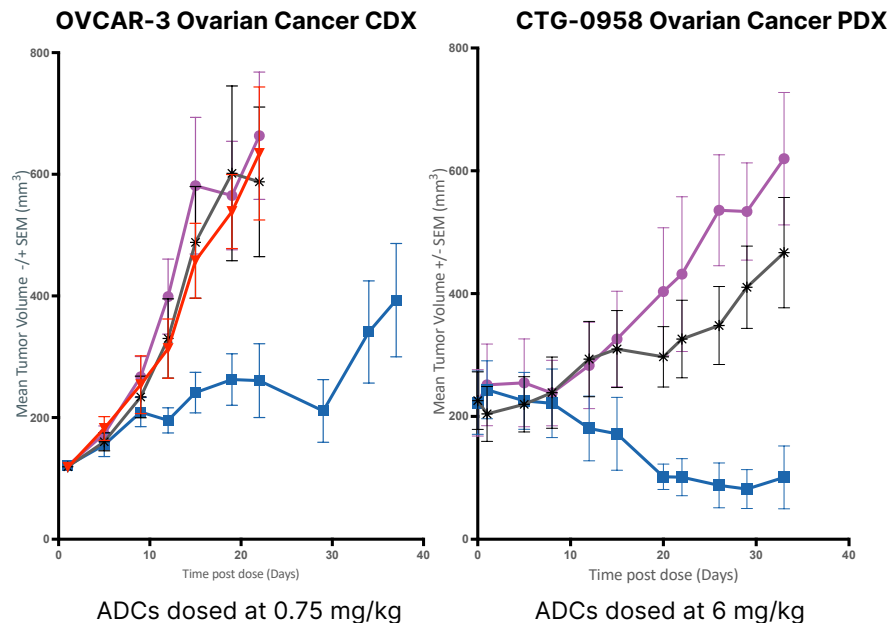 OVCAR-3 Ovarian Cancer CDX
Mean Tumor Volume -/+ SEM (mm³)
800
600
400
200
0
0 10 20 30 40
Time post dose (Days)
ADCs dosed at 0.75 mg/kg
CTG-0958 Ovarian Cancer PDX
Mean Tumor Volume +/- SEM (mm³)
800
600
400
200
0
0 10 20 30 40
Time post dose (Days)
ADCs dosed at 6 mg/kg